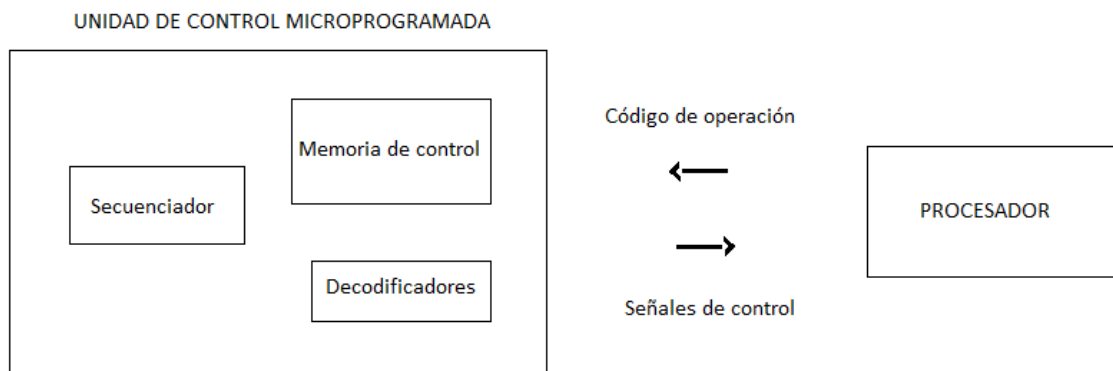 UNIDAD DE CONTROL MICROPROGRAMADA
Memoria de control
Secuenciador
Decodificadores
Código de operación
Señales de control
PROCESADOR